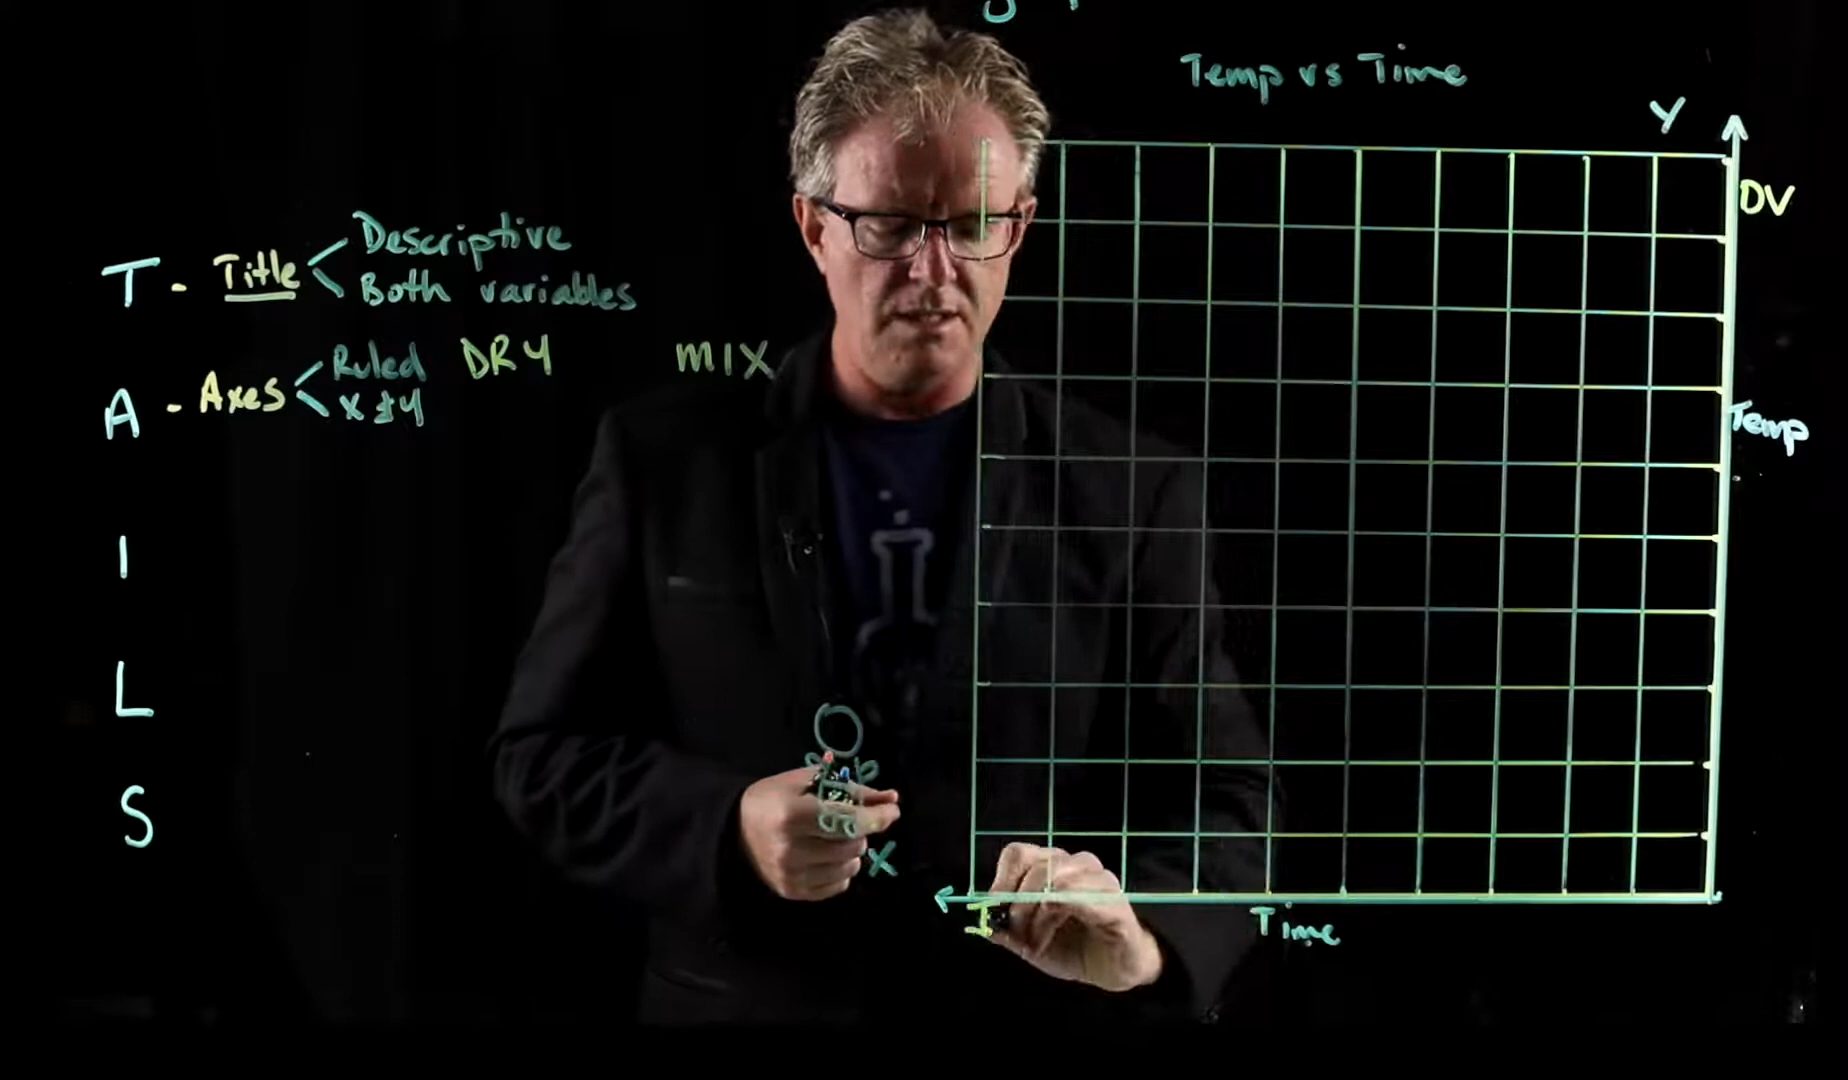 Temp vs Time
Y
DV
T - Title
Descriptive
Both variables
A - Axes
Ruled
X & Y
DRY
MIX
Temp
I
L
S
X
I
Time